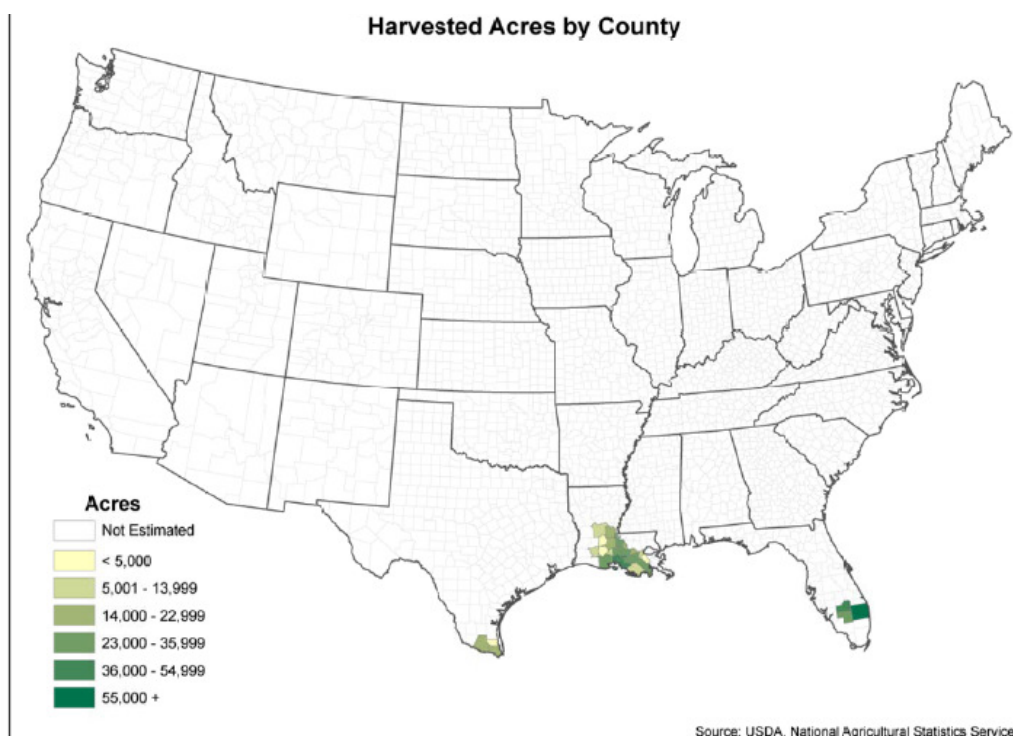 Harvested Acres by County
Acres
Not Estimated
< 5,000
5,001 - 13,999
14,000 - 22,999
23,000 - 35,999
36,000 - 54,999
55,000 +
Source: USDA, National Agricultural Statistics Service